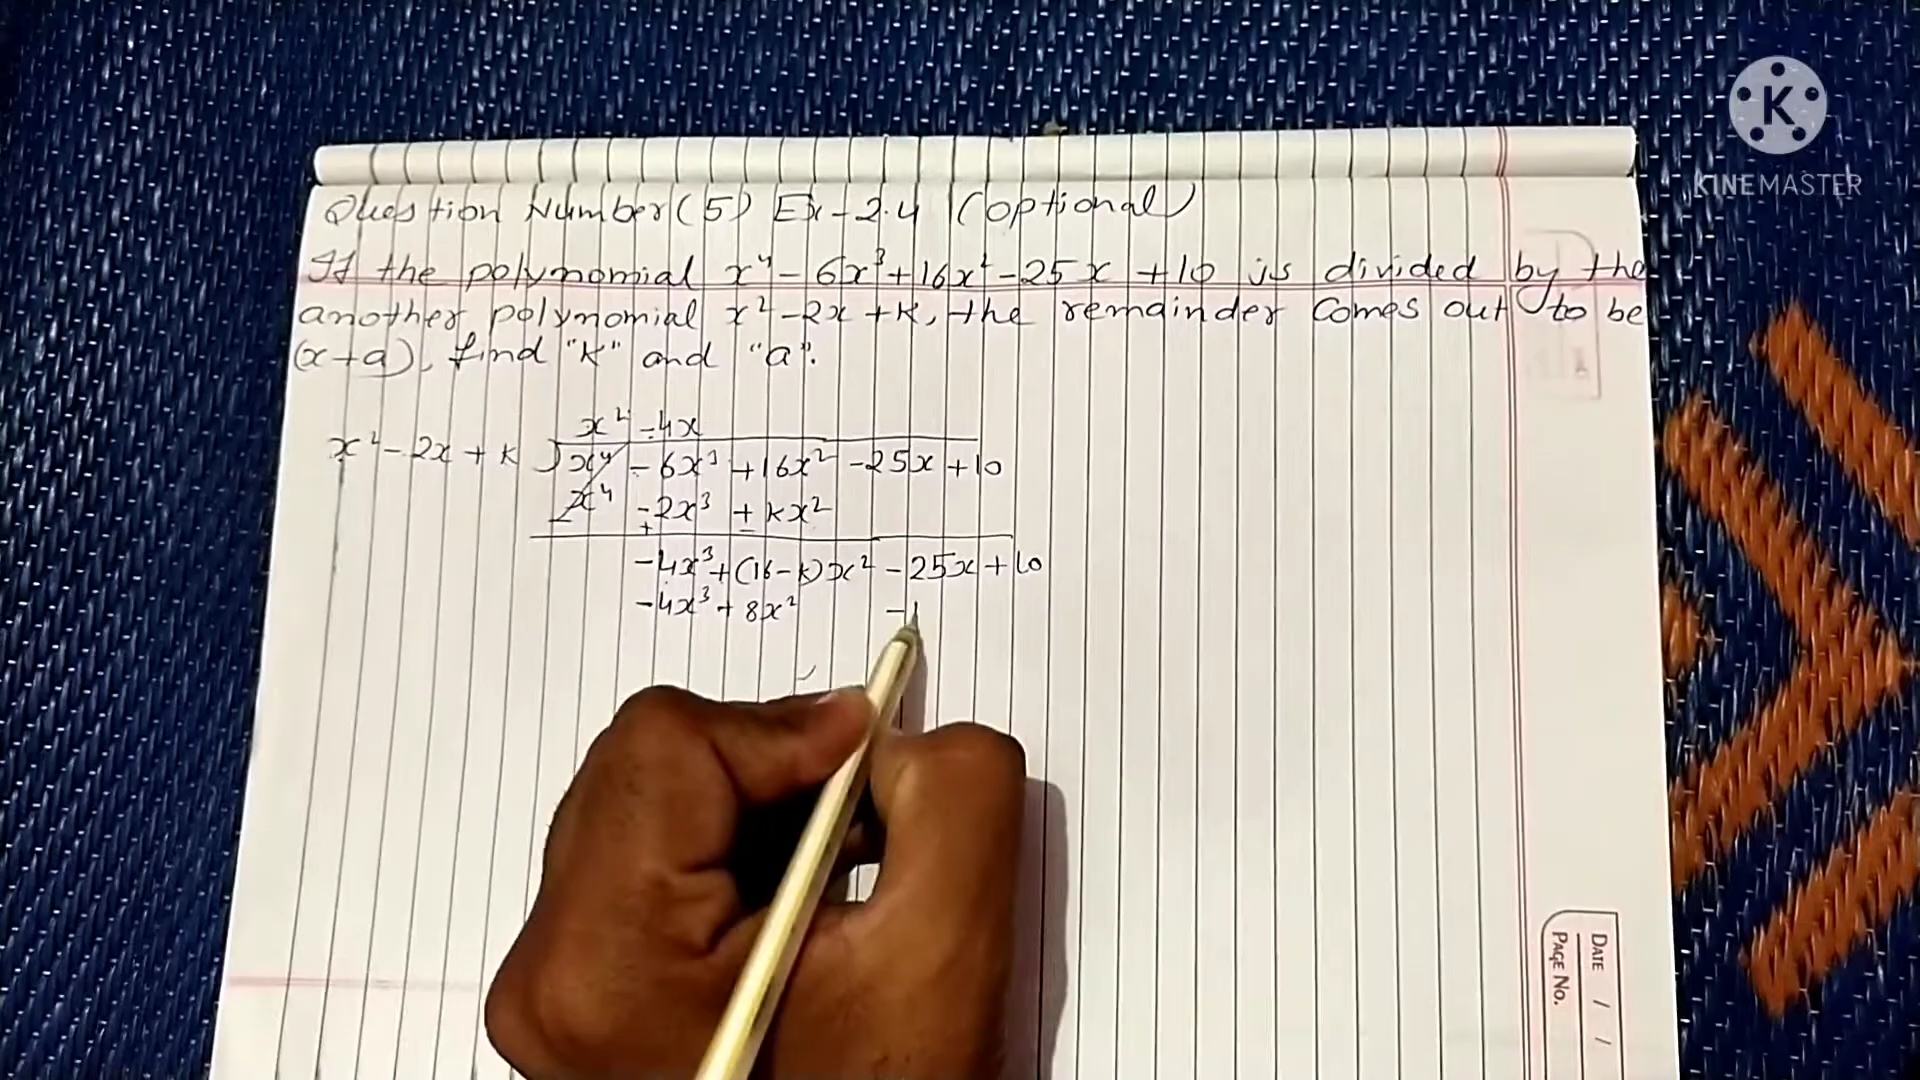 Question Number (5) Ex-2.4 (optional)
If the polynomial x⁴-6x³+16x²-25x+10 is divided by the
another polynomial x²-2x+k, the remainder comes out to be
(x+a), find "k" and "a".
x²-4x
x²-2x+k)x⁴-6x³+16x²-25x+10
x⁴-2x³+kx²
- + -
-4x³+(16-k)x²-25x+10
-4x³+8x² -
K
KINEMASTER
DATE / /
PAGE NO.